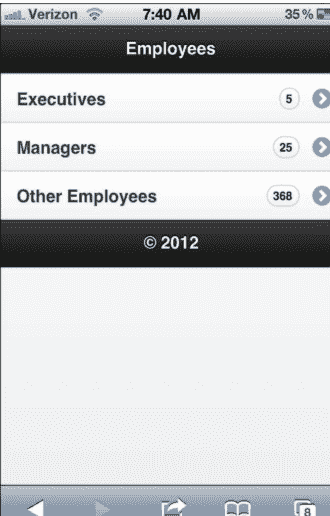 Verizon 7:40 AM 35 %
Employees
Executives 5
Managers 25
Other Employees 368
© 2012
8